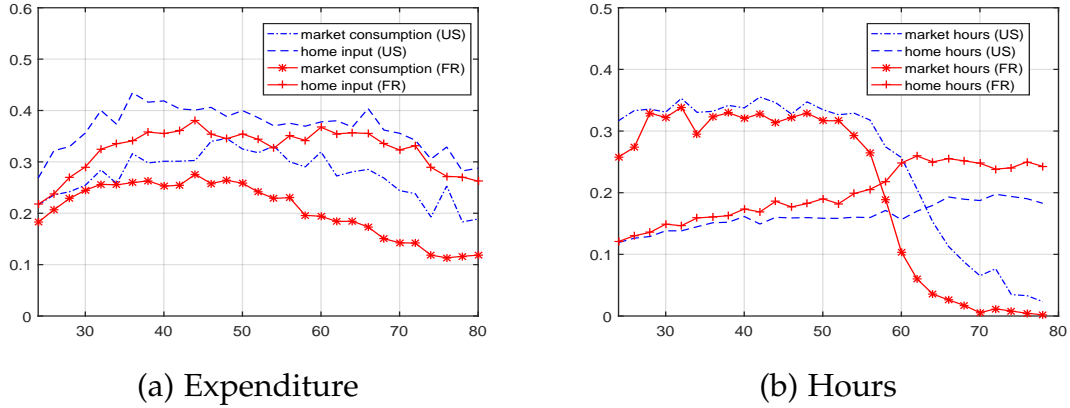 0.6
0.5
0.4
0.3
0.2
0.1
0
30
40
50
60
70
80
market consumption (US)
home input (US)
market consumption (FR)
home input (FR)
(a) Expenditure
0.5
0.4
0.3
0.2
0.1
0
30
40
50
60
70
80
market hours (US)
home hours (US)
market hours (FR)
home hours (FR)
(b) Hours